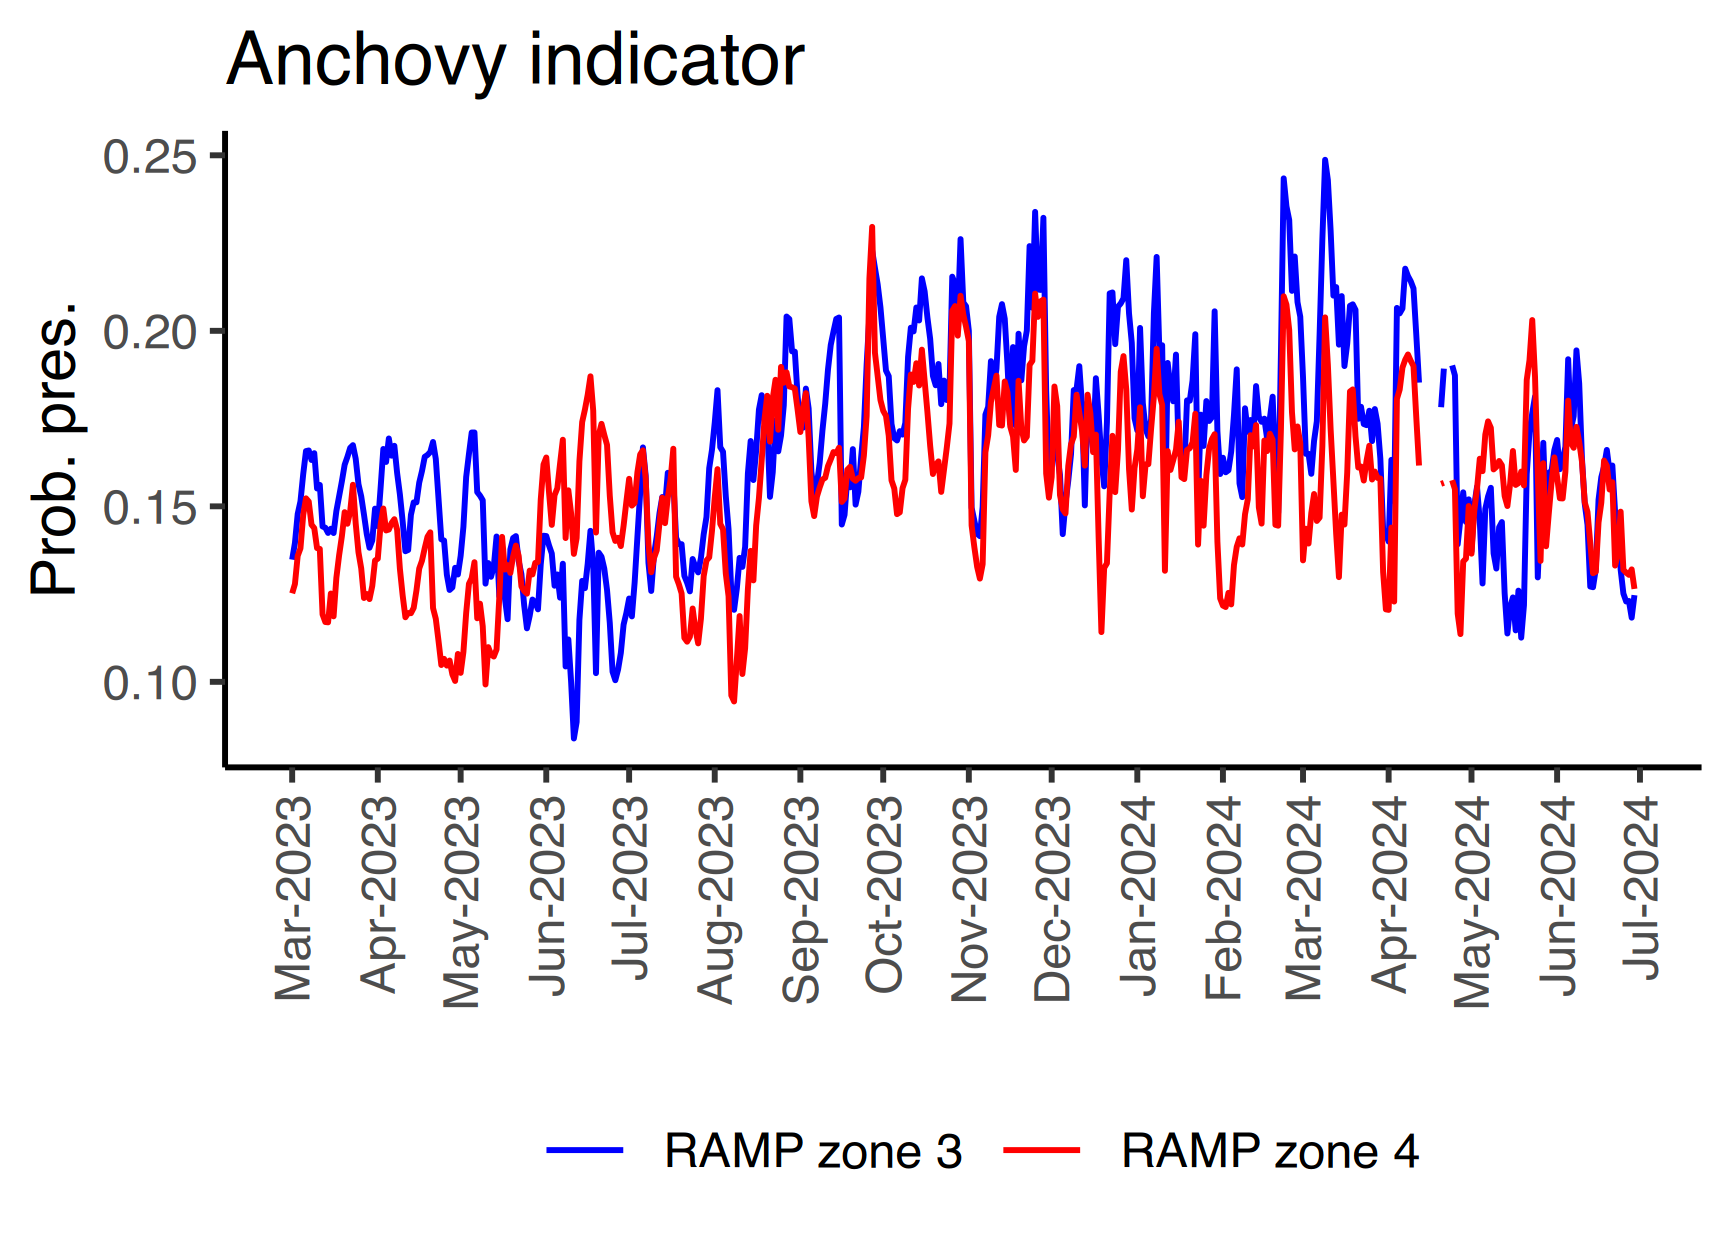 Anchovy indicator
Prob. pres.
0.25
0.20
0.15
0.10
Mar-2023
Apr-2023
May-2023
Jun-2023
Jul-2023
Aug-2023
Sep-2023
Oct-2023
Nov-2023
Dec-2023
Jan-2024
Feb-2024
Mar-2024
Apr-2024
May-2024
Jun-2024
Jul-2024
RAMP zone 3 RAMP zone 4